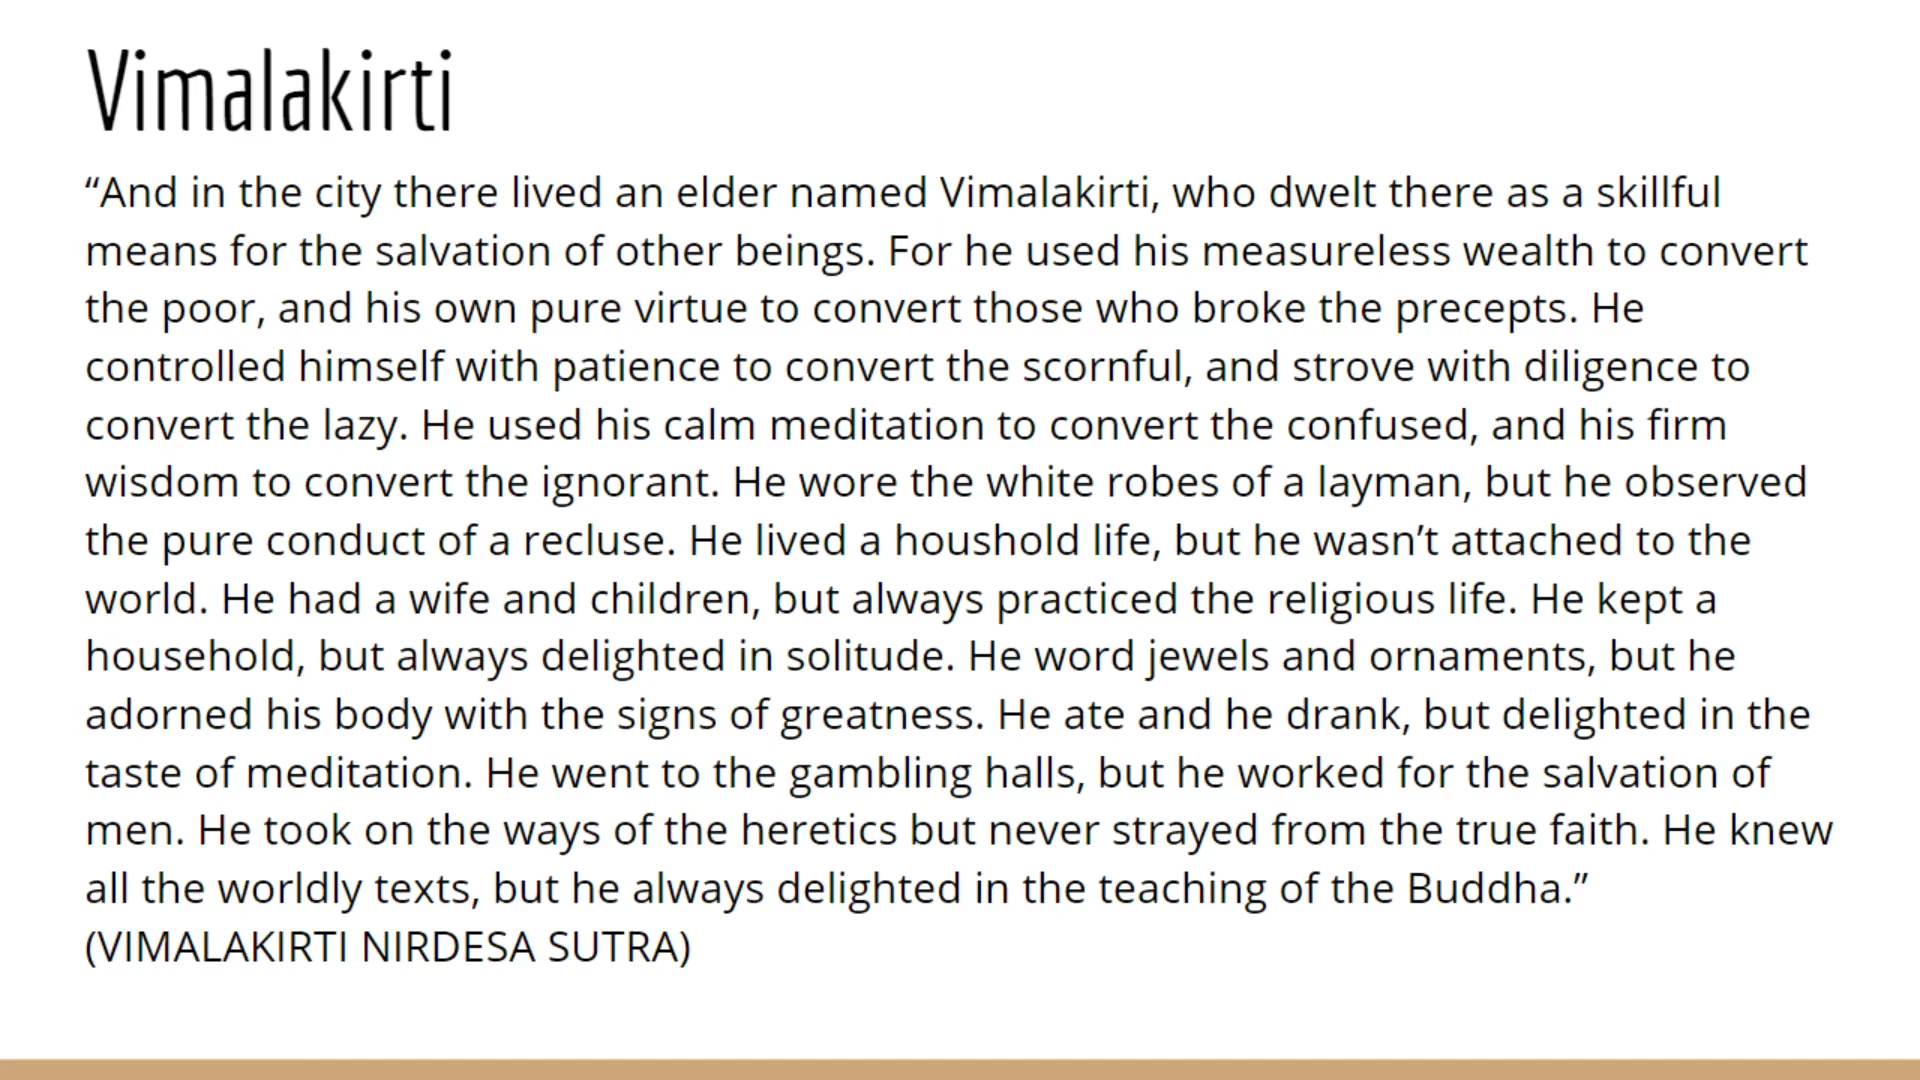 Vimalakirti
“And in the city there lived an elder named Vimalakirti, who dwelt there as a skillful
means for the salvation of other beings. For he used his measureless wealth to convert
the poor, and his own pure virtue to convert those who broke the precepts. He
controlled himself with patience to convert the scornful, and strove with diligence to
convert the lazy. He used his calm meditation to convert the confused, and his firm
wisdom to convert the ignorant. He wore the white robes of a layman, but he observed
the pure conduct of a recluse. He lived a houshold life, but he wasn’t attached to the
world. He had a wife and children, but always practiced the religious life. He kept a
household, but always delighted in solitude. He word jewels and ornaments, but he
adorned his body with the signs of greatness. He ate and he drank, but delighted in the
taste of meditation. He went to the gambling halls, but he worked for the salvation of
men. He took on the ways of the heretics but never strayed from the true faith. He knew
all the worldly texts, but he always delighted in the teaching of the Buddha.”
(VIMALAKIRTI NIRDESA SUTRA)